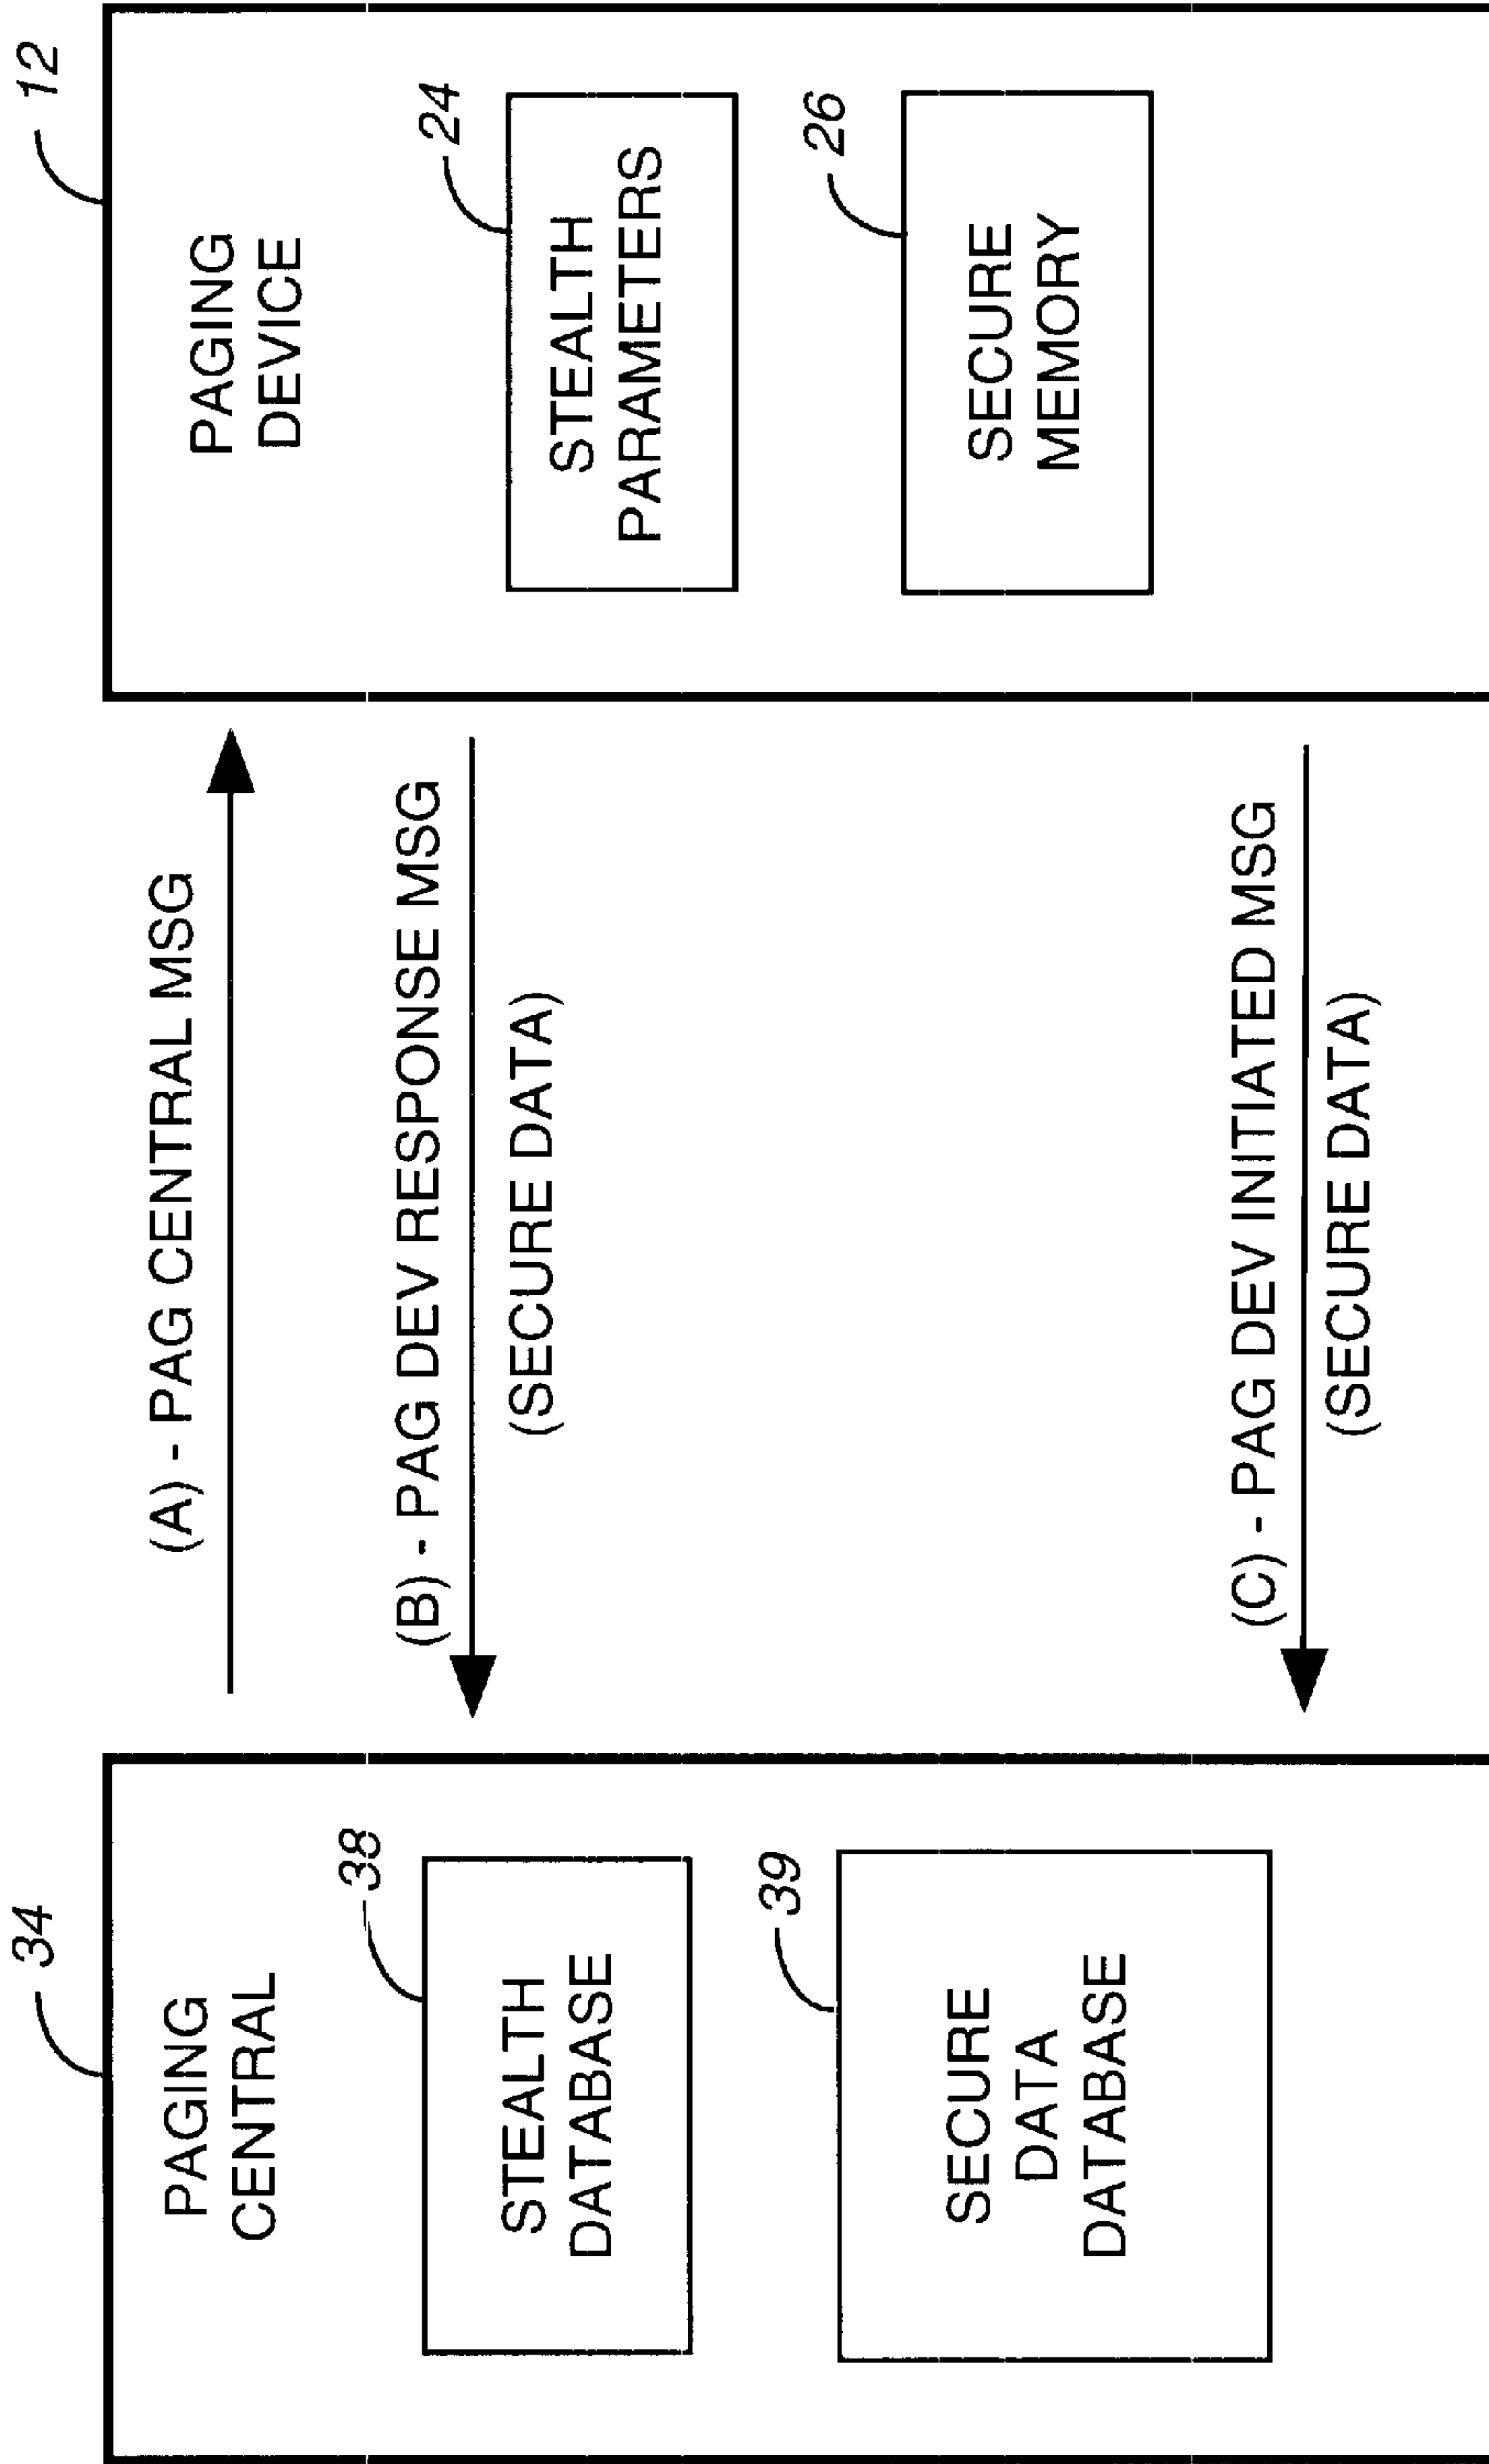 34
PAGING
CENTRAL
38
STEALTH
DATABASE
39
SECURE
DATA
DATABASE
(A) - PAG CENTRAL MSG
(B) - PAG DEV RESPONSE MSG
(SECURE DATA)
(C) - PAG DEV INITIATED MSG
(SECURE DATA)
12
PAGING
DEVICE
24
STEALTH
PARAMETERS
26
SECURE
MEMORY